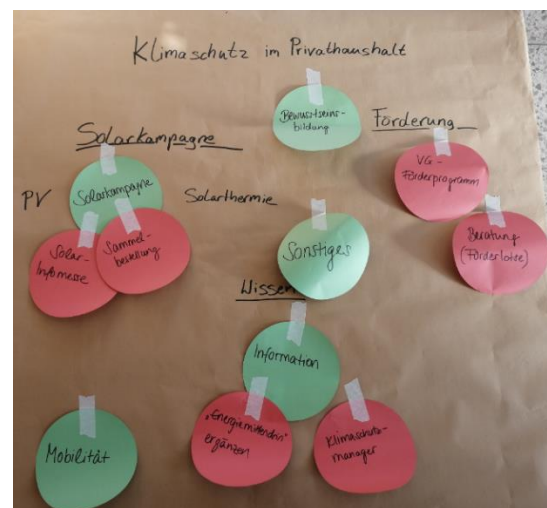 Klimaschutz im Privathaushalt
Bewusstseins-
bildung
Förderung
VG-
Förderprogramm
Beratung
(Förderlotse)
Solarkampagne
PV
Solarkampagne
Solarthermie
Solar-
Infomesse
Sammel-
bestellung
Sonstiges
Wissen
Information
"Energiemittendrin"
ergänzen
Klimaschutz-
manager
Mobilität